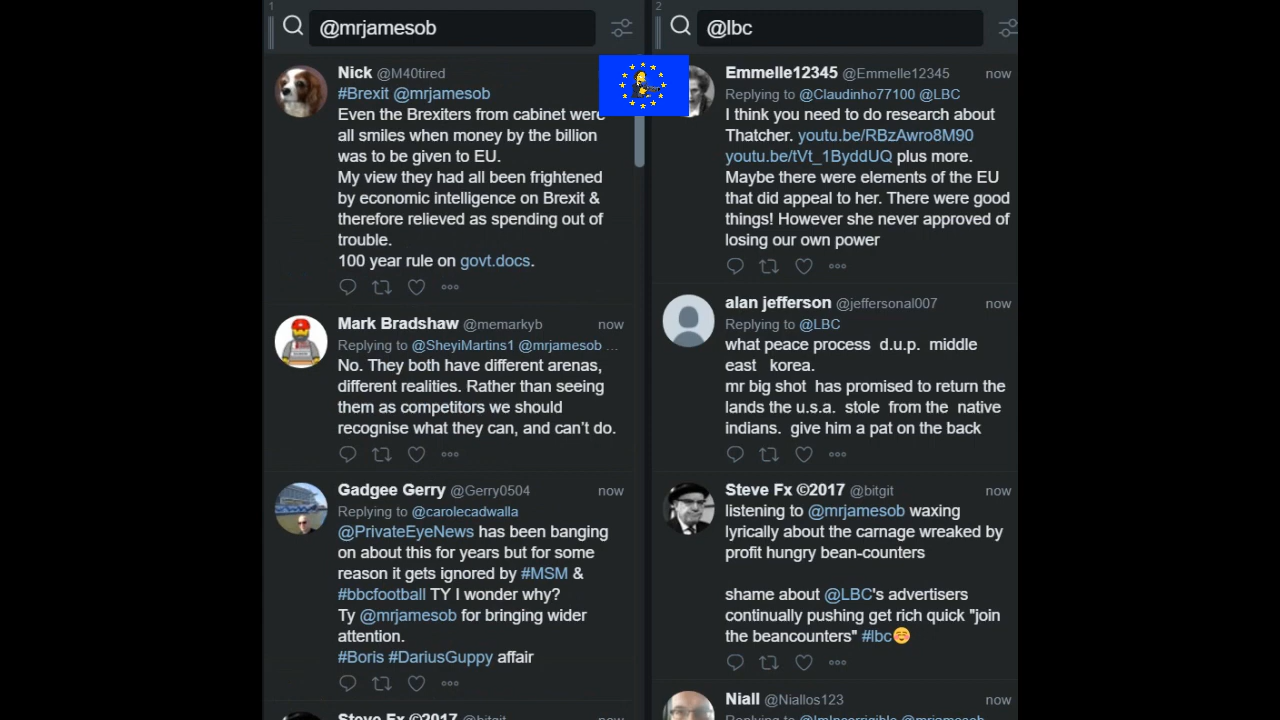 1
@mrjamesob
Nick @M40tired
#Brexit @mrjamesob
Even the Brexiters from cabinet were
all smiles when money by the billion
was to be given to EU.
My view they had all been frightened
by economic intelligence on Brexit &
therefore relieved as spending out of
trouble.
100 year rule on govt.docs.
Mark Bradshaw @memarkyb now
Replying to @SheyiMartins1 @mrjamesob ...
No. They both have different arenas,
different realities. Rather than seeing
them as competitors we should
recognise what they can, and can't do.
Gadgee Gerry @Gerry0504 now
Replying to @carolecadwalla
@PrivateEyeNews has been banging
on about this for years but for some
reason it gets ignored by #MSM &
#bbcfootball TY I wonder why?
Ty @mrjamesob for bringing wider
attention.
#Boris #DariusGuppy affair
Steve Fx ©2017 @bitgit
2
@lbc
Emmelle12345 @Emmelle12345 now
Replying to @Claudinho77100 @LBC
I think you need to do research about
Thatcher. youtu.be/RBzAwro8M90
youtu.be/tVt_1ByddUQ plus more.
Maybe there were elements of the EU
that did appeal to her. There were good
things! However she never approved of
losing our own power
alan jefferson @jeffersonal007 now
Replying to @LBC
what peace process d.u.p. middle
east korea.
mr big shot has promised to return the
lands the u.s.a. stole from the native
indians. give him a pat on the back
Steve Fx ©2017 @bitgit now
listening to @mrjamesob waxing
lyrically about the carnage wreaked by
profit hungry bean-counters
shame about @LBC's advertisers
continually pushing get rich quick "join
the beancounters" #lbc☺️
Niall @Niallos123 now
Replying to @ImIncorrigible @mrjamesob